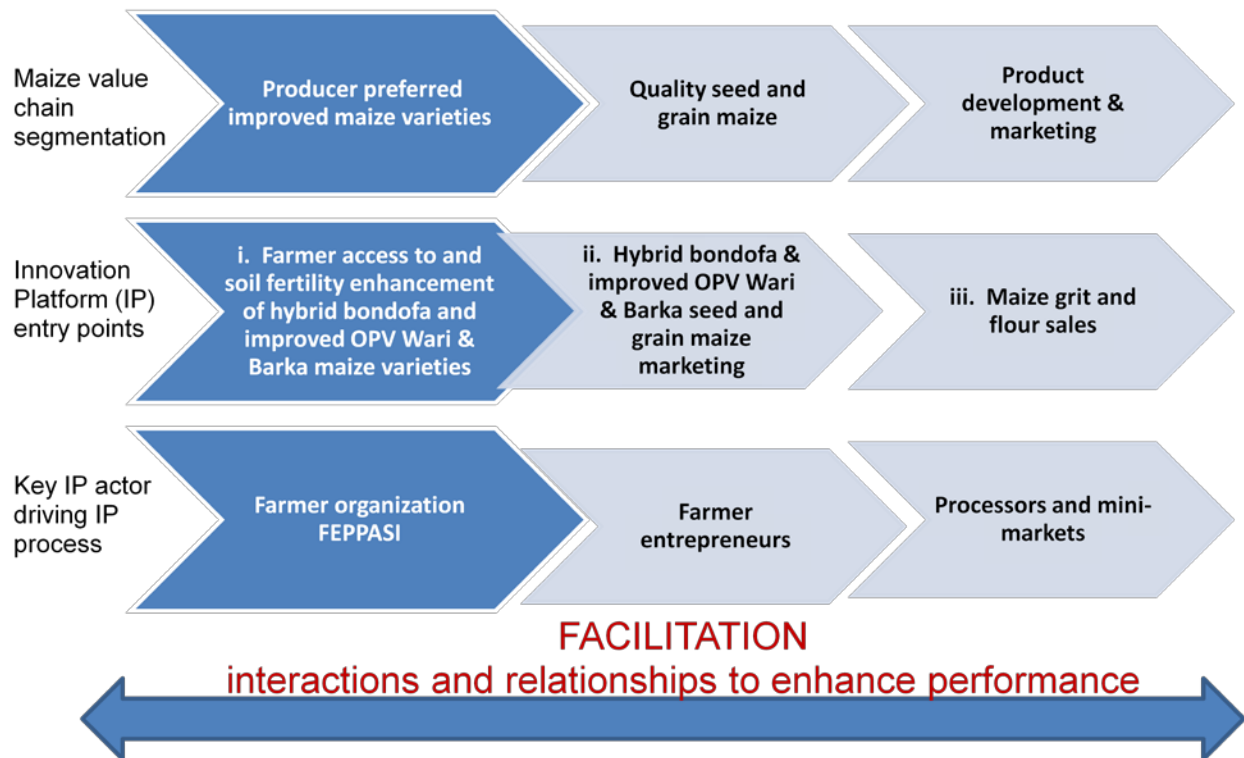 Maize value
chain
segmentation
Producer preferred
improved maize varieties
Quality seed and
grain maize
Product
development &
marketing
Innovation
Platform (IP)
entry points
i. Farmer access to and
soil fertility enhancement
of hybrid bondofa and
improved OPV Wari &
Barka maize varieties
ii. Hybrid bondofa &
improved OPV Wari
& Barka seed and
grain maize
marketing
iii. Maize grit and
flour sales
Key IP actor
driving IP
process
Farmer organization
FEPPASI
Farmer
entrepreneurs
Processors and mini-
markets
FACILITATION
interactions and relationships to enhance performance